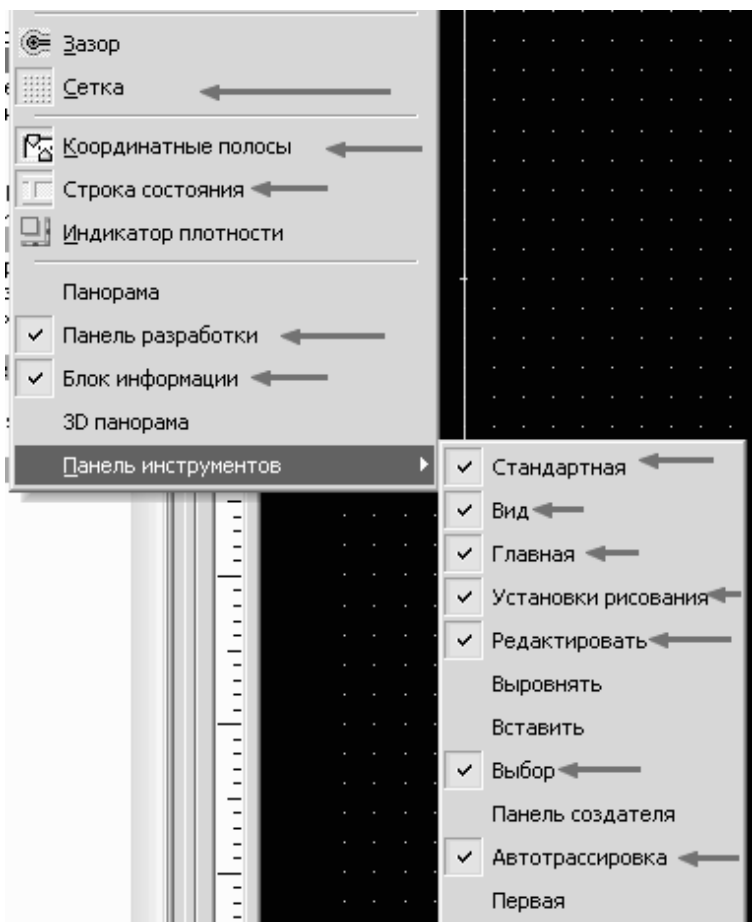 Зазор
Сетка
Координатные полосы
Строка состояния
Индикатор плотности
Панорама
Панель разработки
Блок информации
3D панорама
Панель инструментов
Стандартная
Вид
Главная
Установки рисования
Редактировать
Выровнять
Вставить
Выбор
Панель создателя
Автотрассировка
Первая